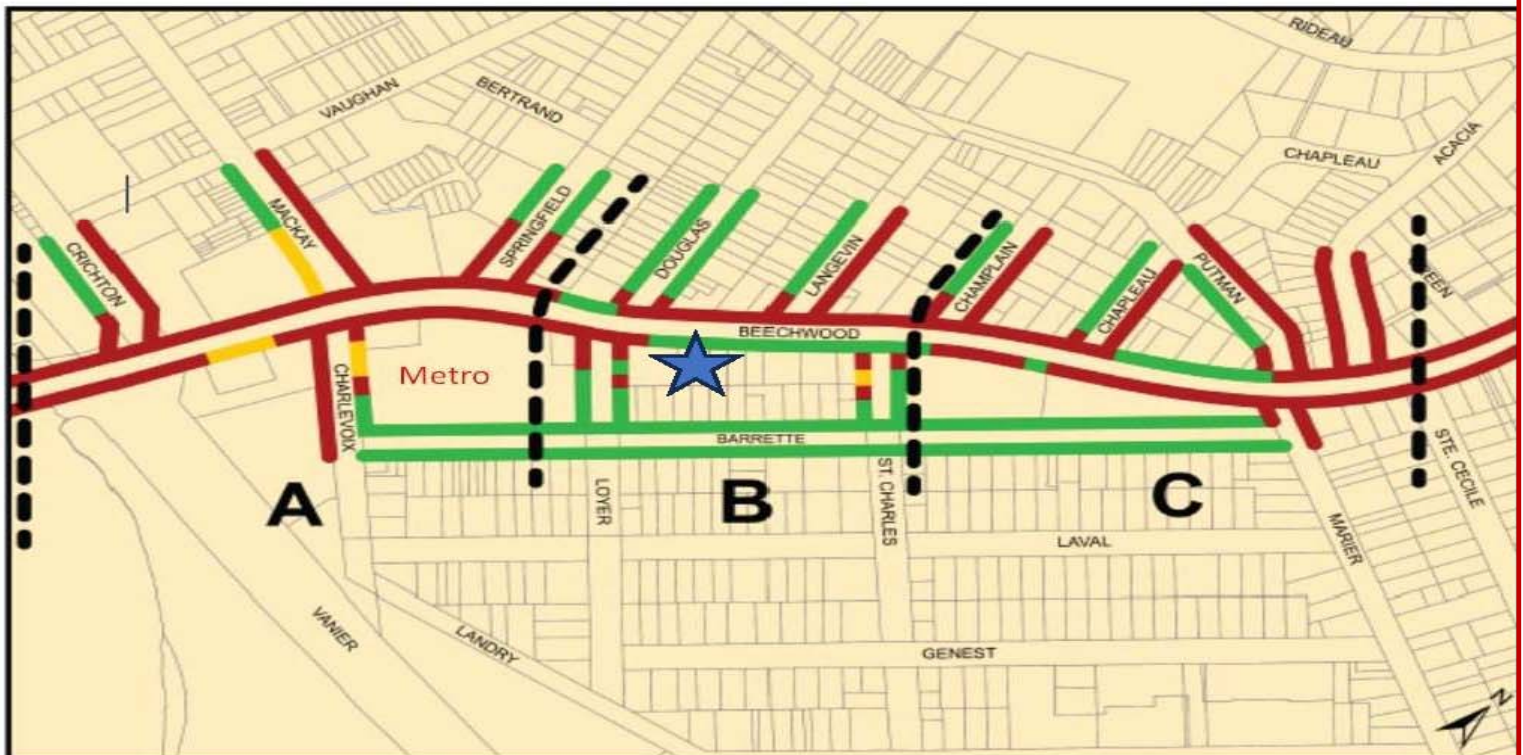 RIDEAU
VAUGHAN
BERTRAND
CHAPLEAU
ACACIA
MACKAY
CRICHTON
SPRINGFIELD
DOUGLAS
LANGEVIN
CHAMPLAIN
CHAPLEAU
PUTMAN
BEECHWOOD
Metro
CHARLEVOIX
BARRETTE
A
B
C
LOYER
ST. CHARLES
STE. CECILE
LAVAL
MARIER
VANIER
LANDRY
GENEST
N